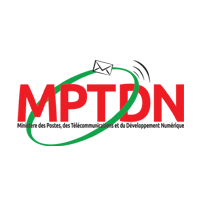 MPTDN
Ministère des Postes, des Télécommunications et du Développement Numérique